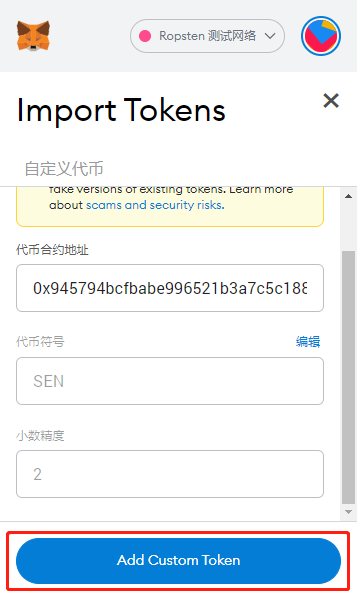 Ropsten 测试网络
Import Tokens
自定义代币
fake versions of existing tokens. Learn more
about scams and security risks.
代币合约地址
0x945794bcfbabe996521b3a7c5c188
代币符号
编辑
SEN
小数精度
2
Add Custom Token